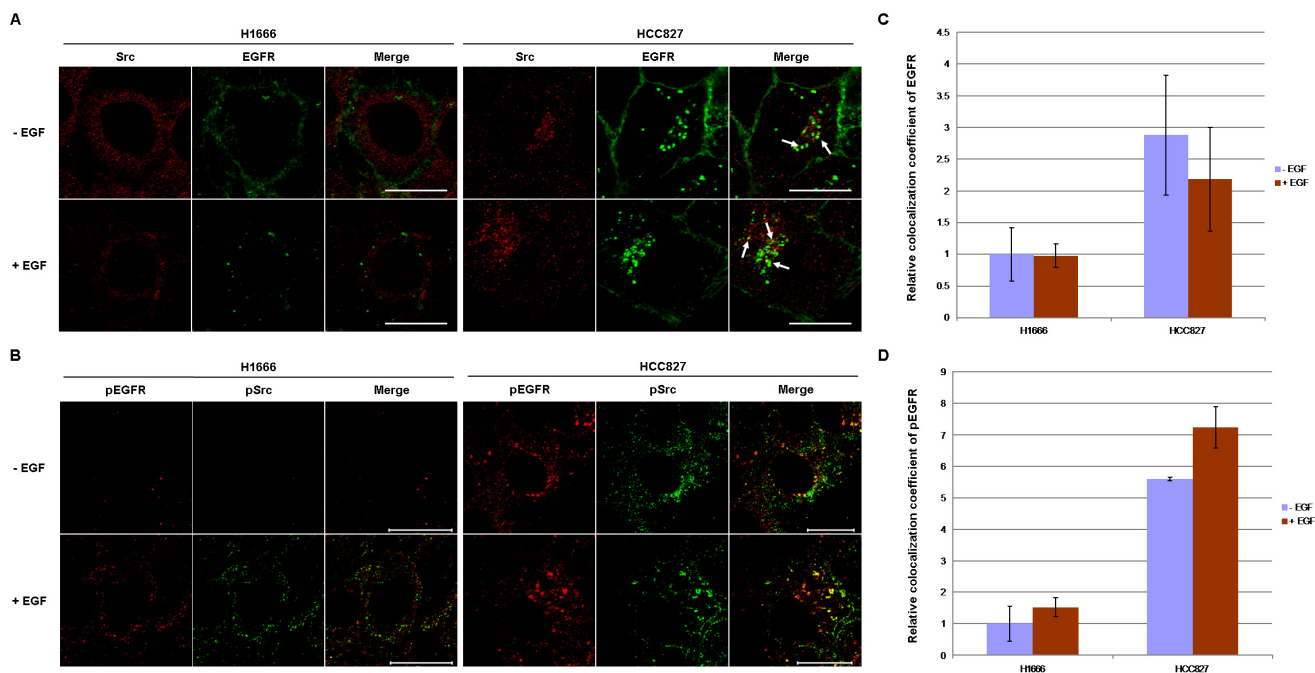 A
H1666
HCC827
Src EGFR Merge Src EGFR Merge
- EGF
+ EGF
B
H1666
HCC827
pEGFR pSrc Merge pEGFR pSrc Merge
- EGF
+ EGF
C
Relative colocalization coefficient of EGFR
4.5
4
3.5
3
2.5
2
1.5
1
0.5
0
H1666 HCC827
- EGF
+ EGF
D
Relative colocalization coefficient of pEGFR
9
8
7
6
5
4
3
2
1
0
H1666 HCC827
- EGF
+ EGF